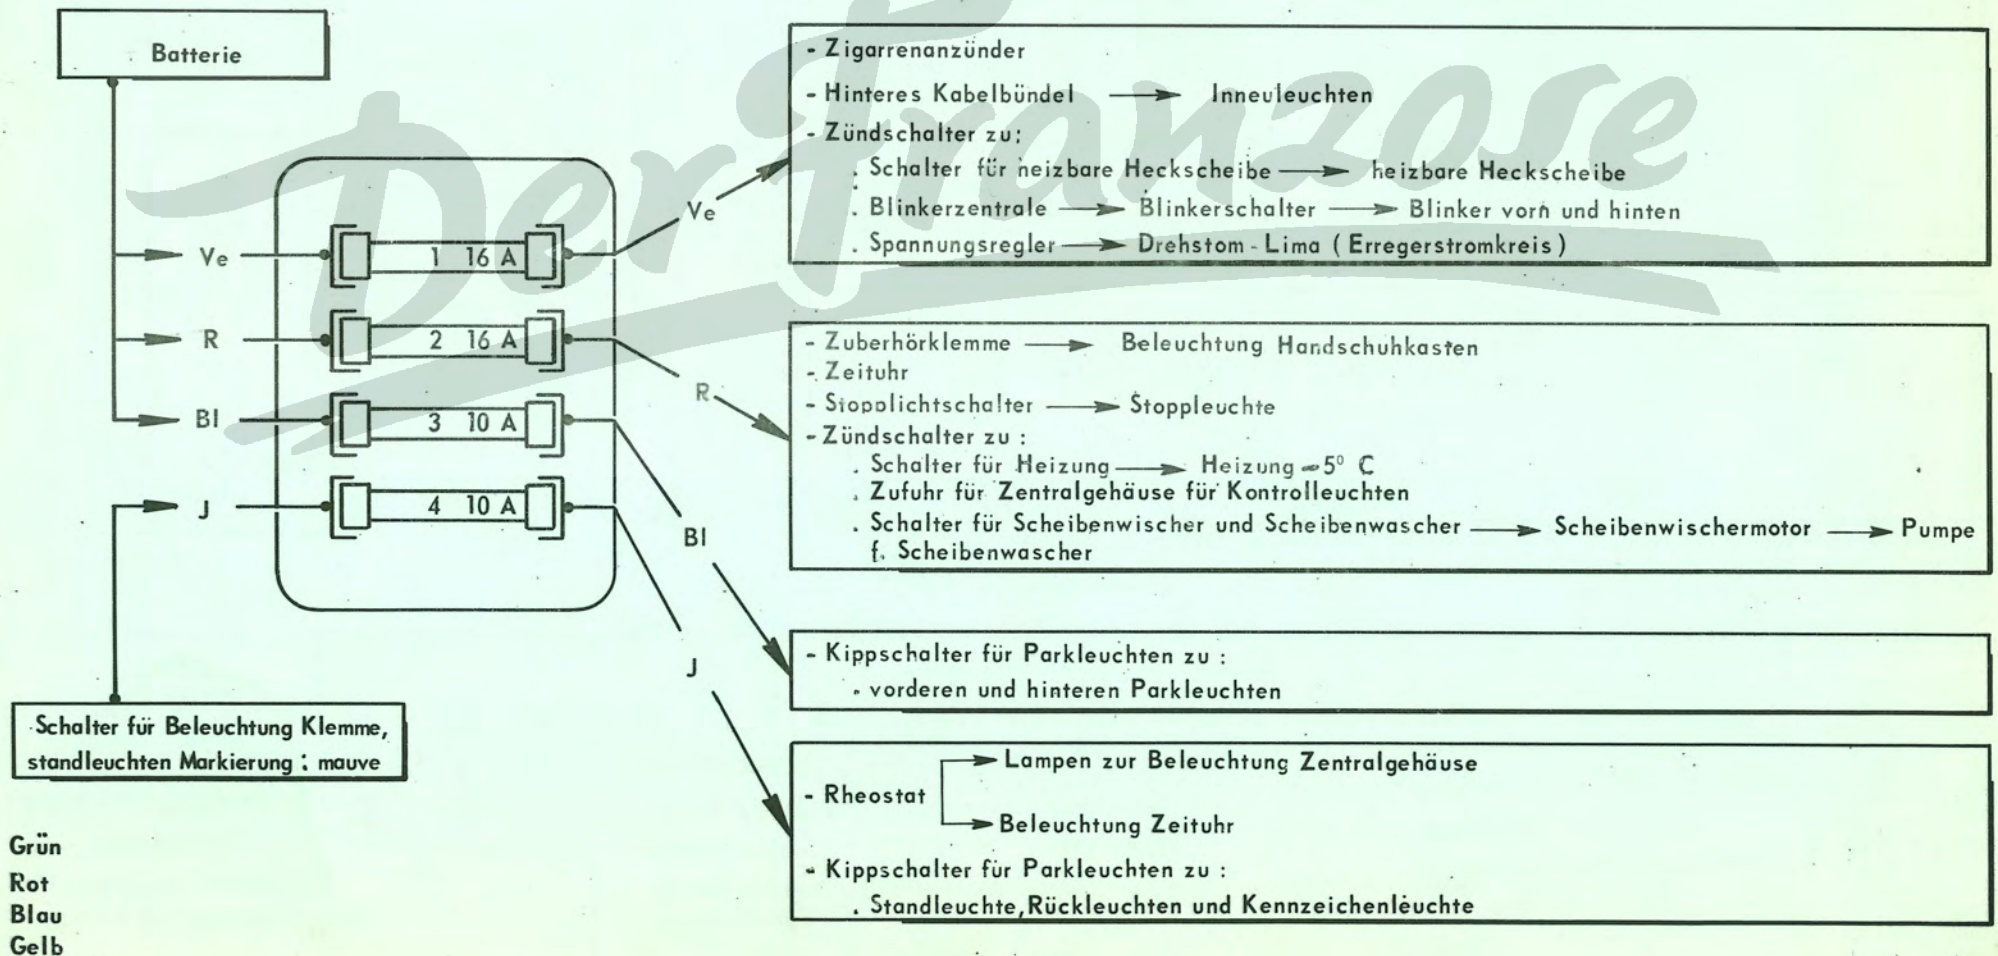 Batterie
Ve
R
Bl
J
1 16 A
2 16 A
3 10 A
4 10 A
Ve
R
Bl
J
- Zigarrenanzünder
- Hinteres Kabelbündel → Inneuleuchten
- Zündschalter zu:
. Schalter für neizbare Heckscheibe → heizbare Heckscheibe
. Blinkerzentrale → Blinkerschalter → Blinker vorn und hinten
. Spannungsregler → Drehstom - Lima ( Erregerstromkreis )
- Zuberhörklemme → Beleuchtung Handschuhkasten
- Zeituhr
- Stopplichtschalter → Stoppleuchte
- Zündschalter zu :
. Schalter für Heizung → Heizung -5° C
. Zufuhr für Zentralgehäuse für Kontrolleuchten
. Schalter für Scheibenwischer und Scheibenwascher → Scheibenwischermotor → Pumpe
f. Scheibenwascher
- Kippschalter für Parkleuchten zu :
. vorderen und hinteren Parkleuchten
- Rheostat
→ Lampen zur Beleuchtung Zentralgehäuse
→ Beleuchtung Zeituhr
- Kippschalter für Parkleuchten zu :
. Standleuchte, Rückleuchten und Kennzeichenleuchte
Schalter für Beleuchtung Klemme,
standleuchten Markierung : mauve
Grün
Rot
Blau
Gelb
Der Franzose